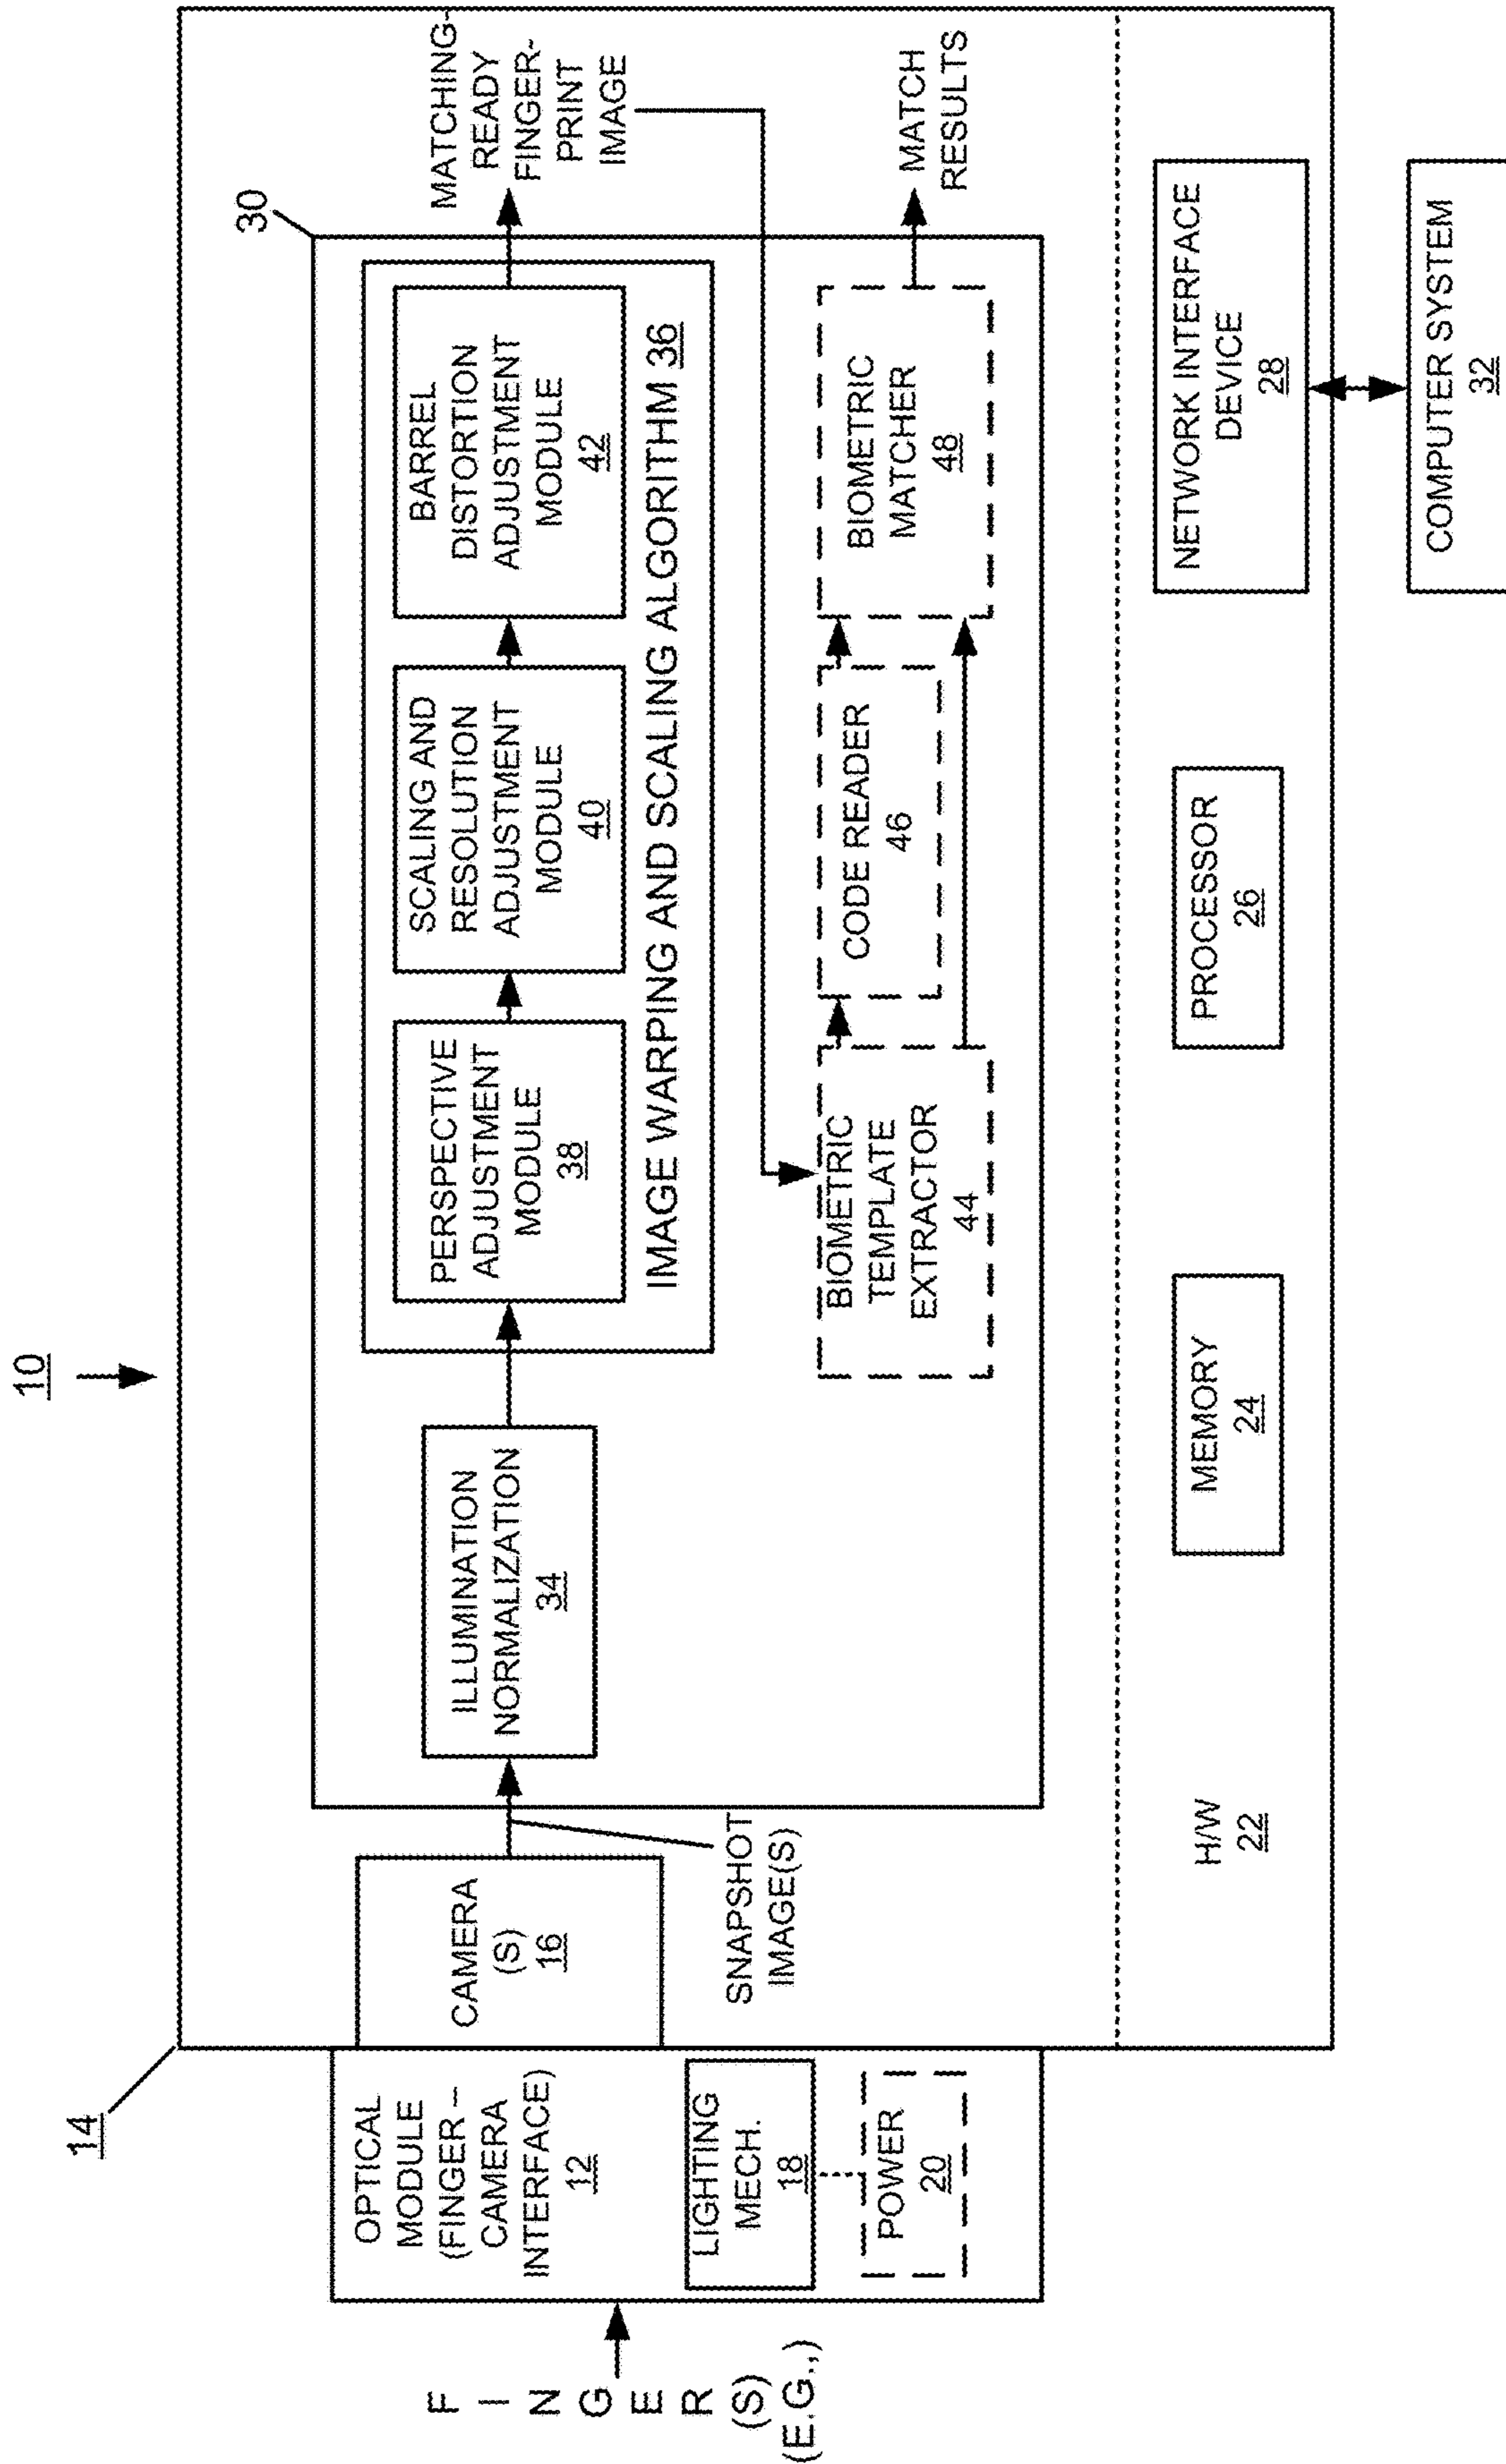 10
14
30
F
I
N
G
E
R
(S)
(E.G.,)
OPTICAL
MODULE
(FINGER –
CAMERA
INTERFACE)
12
LIGHTING
MECH.
18
POWER
20
CAMERA
(S)
16
SNAPSHOT
IMAGE(S)
ILLUMINATION
NORMALIZATION
34
PERSPECTIVE
ADJUSTMENT
MODULE
38
SCALING AND
RESOLUTION
ADJUSTMENT
MODULE
40
BARREL
DISTORTION
ADJUSTMENT
MODULE
42
IMAGE WARPING AND SCALING ALGORITHM 36
MATCHING-
READY
FINGER-
PRINT
IMAGE
BIOMETRIC
TEMPLATE
EXTRACTOR
44
CODE READER
46
BIOMETRIC
MATCHER
48
MATCH
RESULTS
H/W
22
MEMORY
24
PROCESSOR
26
NETWORK INTERFACE
DEVICE
28
COMPUTER SYSTEM
32